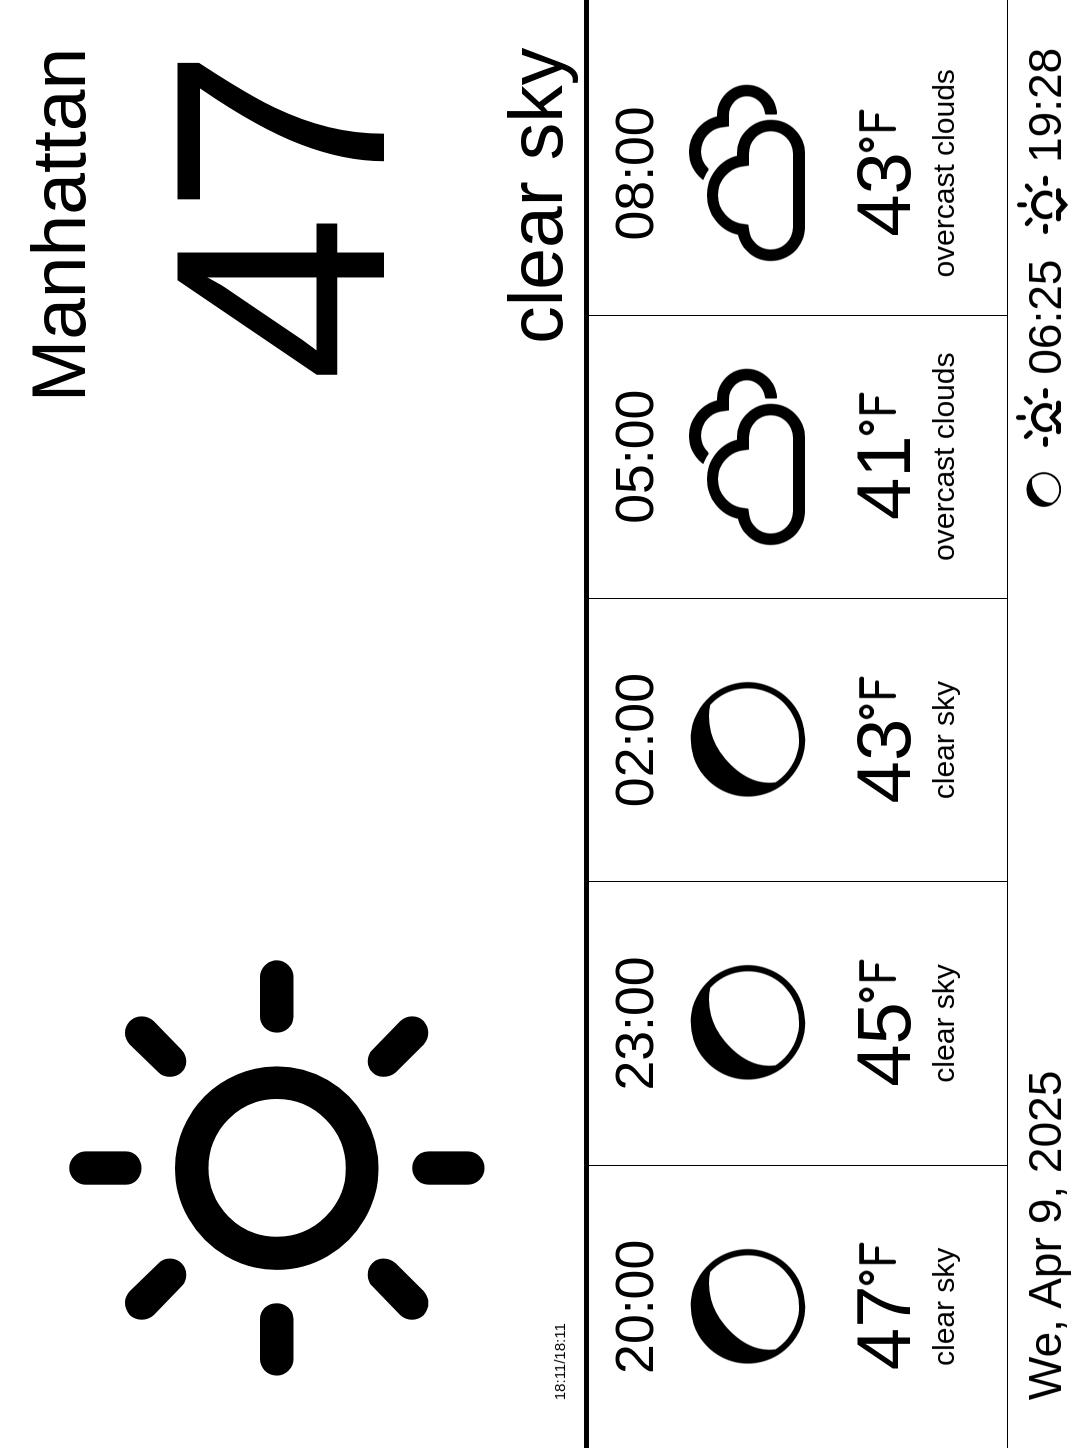 Manhattan
47
clear sky
18:11/18:11
20:00 23:00 02:00 05:00 08:00
47°F 45°F 43°F 41°F 43°F
clear sky clear sky clear sky overcast clouds overcast clouds
We, Apr 9, 2025 06:25 19:28